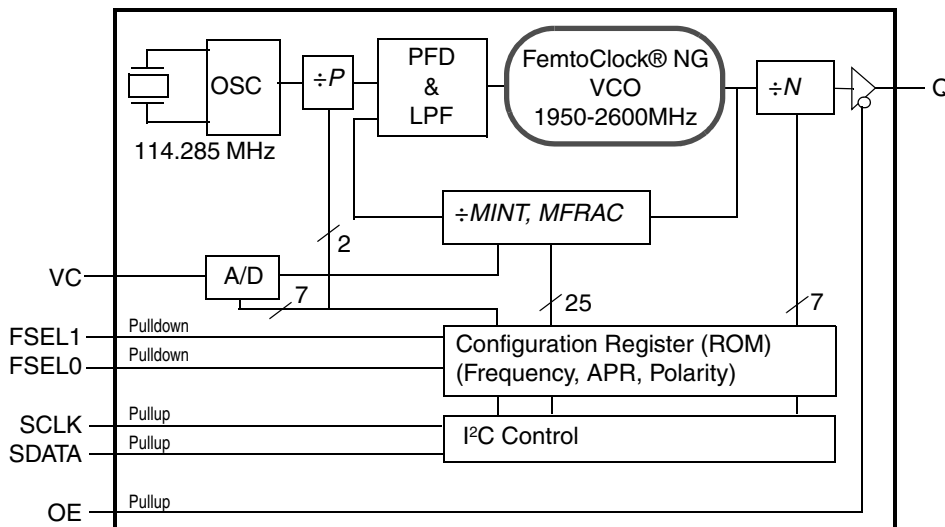 OSC
114.285 MHz
÷P
PFD
&
LPF
FemtoClock® NG
VCO
1950-2600MHz
÷N
Q
÷MINT, MFRAC
2
VC
A/D
7
25
7
FSEL1
Pulldown
FSEL0
Pulldown
Configuration Register (ROM)
(Frequency, APR, Polarity)
SCLK
Pullup
SDATA
Pullup
I²C Control
OE
Pullup